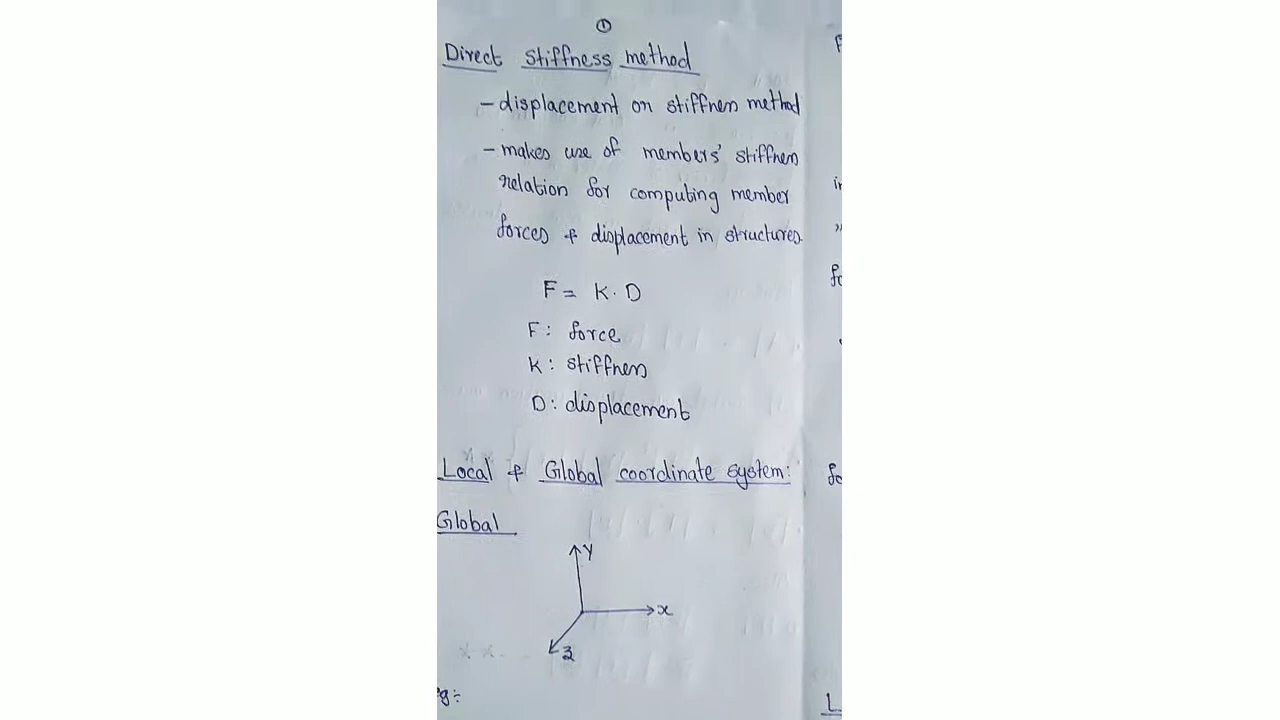 ①
Direct stiffness method
- displacement or stiffness method
- makes use of members' stiffness
relation for computing member
forces & displacement in structures.
F = K. D
F: force
K: stiffness
D: displacement
Local & Global coordinate system:
Global
Y
x
z